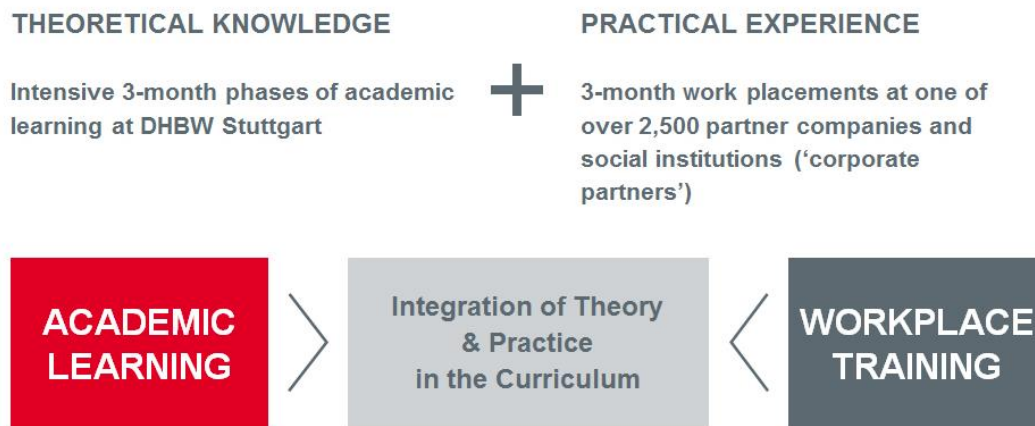 THEORETICAL KNOWLEDGE
Intensive 3-month phases of academic
learning at DHBW Stuttgart
+
PRACTICAL EXPERIENCE
3-month work placements at one of
over 2,500 partner companies and
social institutions (‘corporate
partners’)
ACADEMIC
LEARNING
Integration of Theory
& Practice
in the Curriculum
WORKPLACE
TRAINING